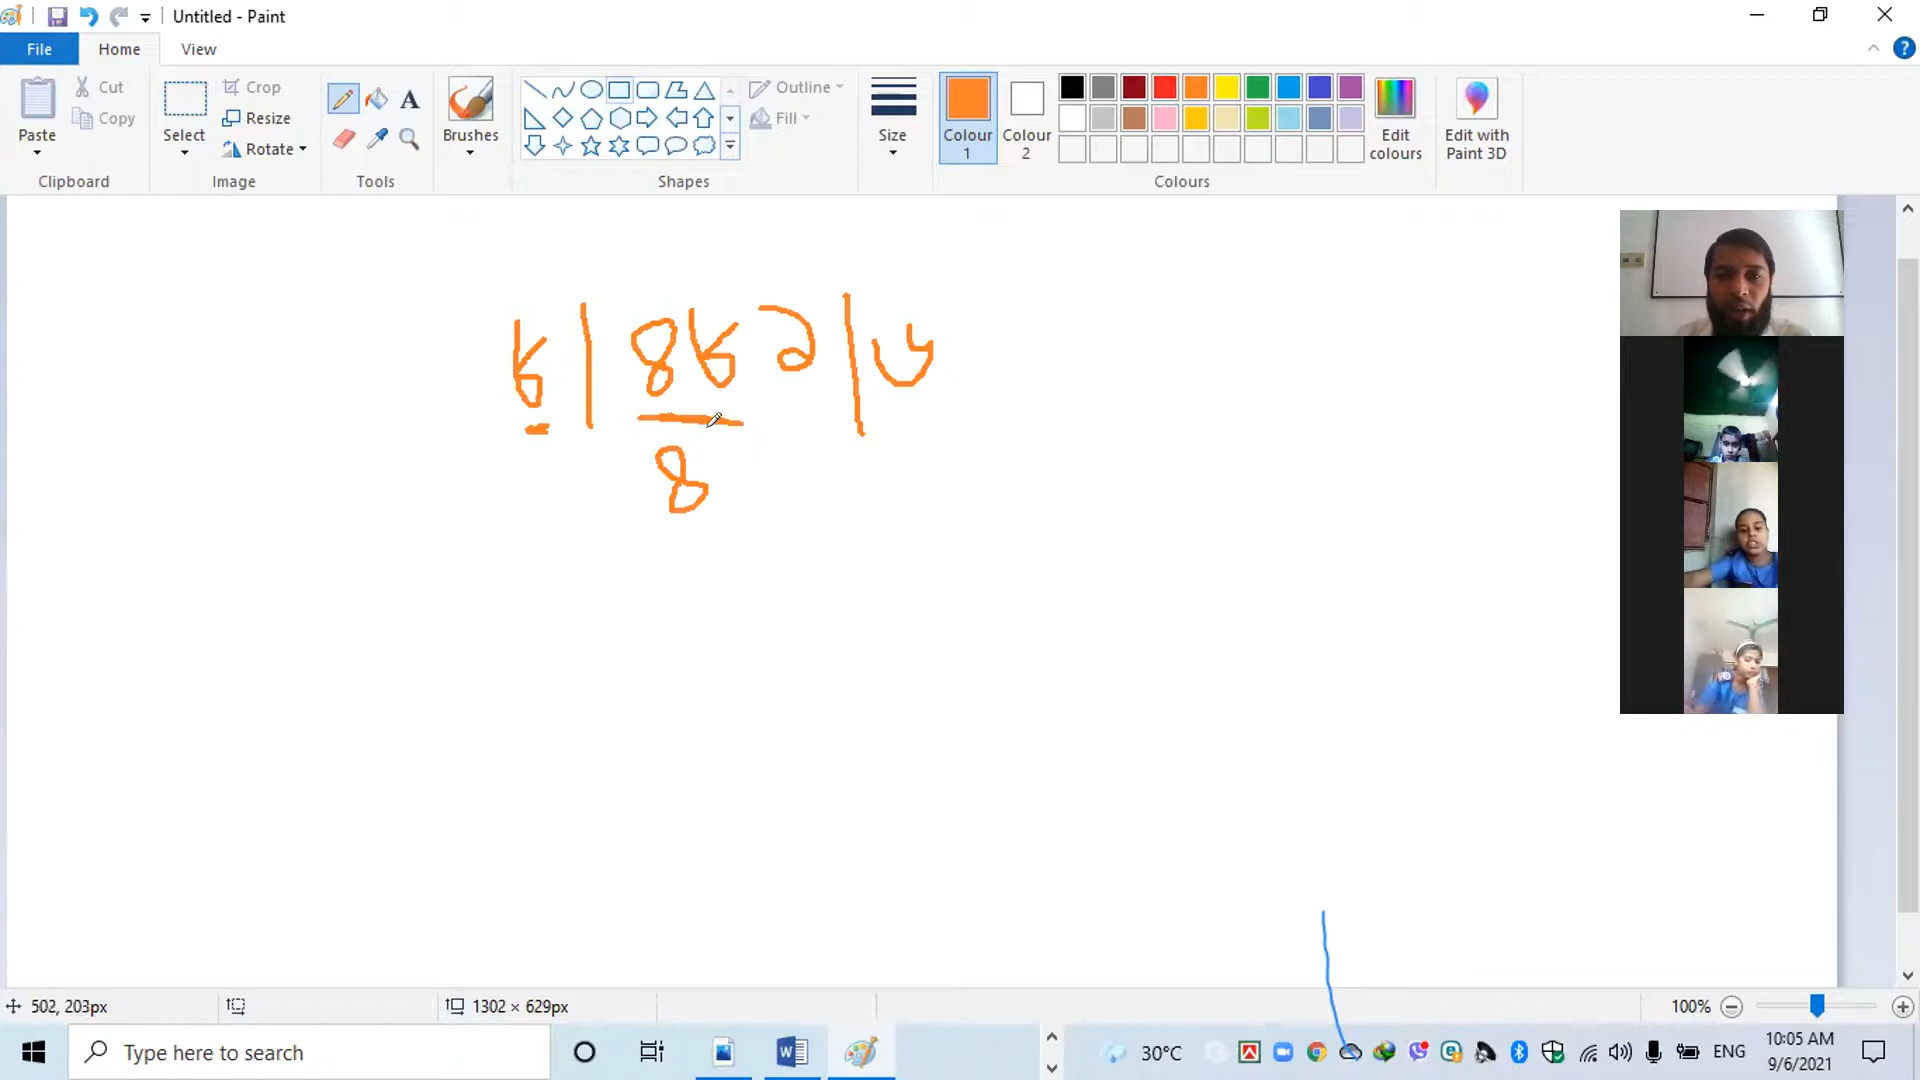 Untitled - Paint
File Home View
Paste Cut Copy Clipboard
Select Crop Resize Rotate Image
Tools
Brushes
Shapes
Outline Fill
Size
Colour 1 Colour 2
Edit colours Edit with Paint 3D
Colours
৮ | ৪৮৯ | ৬
৪
502, 203px 1302 × 629px 100%
Type here to search 30°C ENG 10:05 AM 9/6/2021